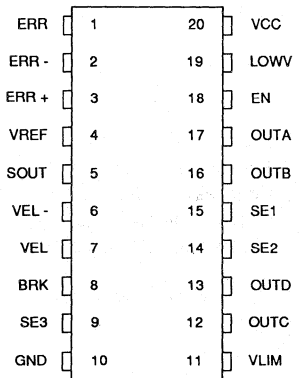 ERR 1 20 VCC
ERR - 2 19 LOWV
ERR + 3 18 EN
VREF 4 17 OUTA
SOUT 5 16 OUTB
VEL - 6 15 SE1
VEL 7 14 SE2
BRK 8 13 OUTD
SE3 9 12 OUTC
GND 10 11 VLIM